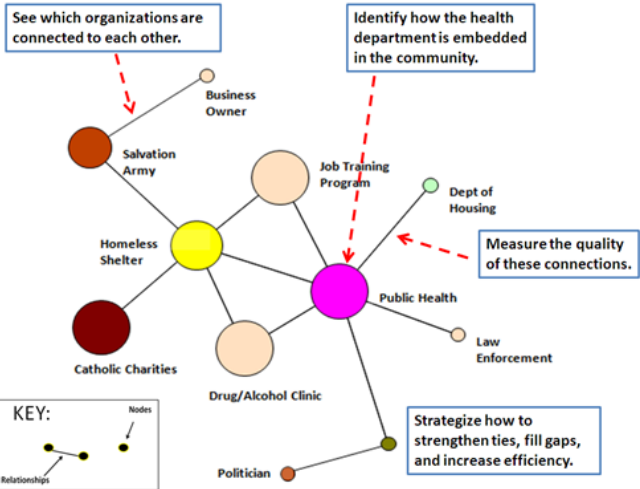 See which organizations are
connected to each other.
Identify how the health
department is embedded
in the community.
Business
Owner
Salvation
Army
Job Training
Program
Dept of
Housing
Homeless
Shelter
Measure the quality
of these connections.
Public Health
Law
Enforcement
Catholic Charities
Drug/Alcohol Clinic
KEY:
Nodes
Relationships
Strategize how to
strengthen ties, fill gaps,
and increase efficiency.
Politician